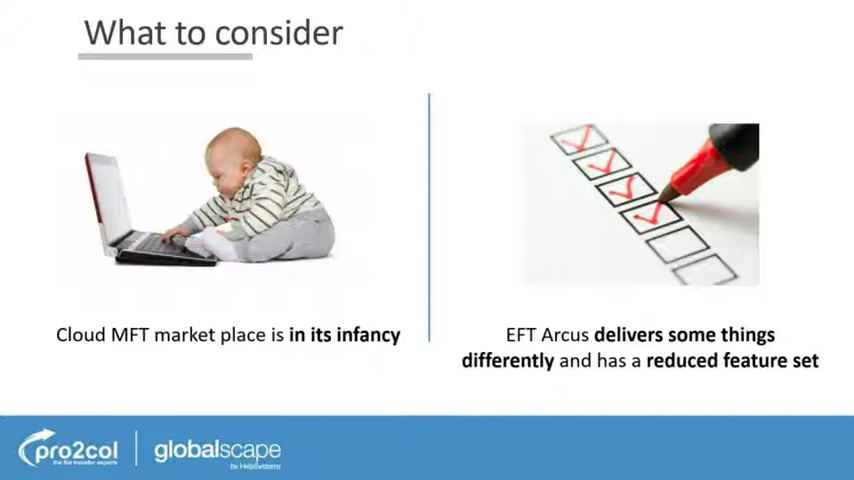 What to consider
Cloud MFT market place is in its infancy
EFT Arcus delivers some things
differently and has a reduced feature set
pro2col
the file transfer experts
globalscape
by HelpSystems